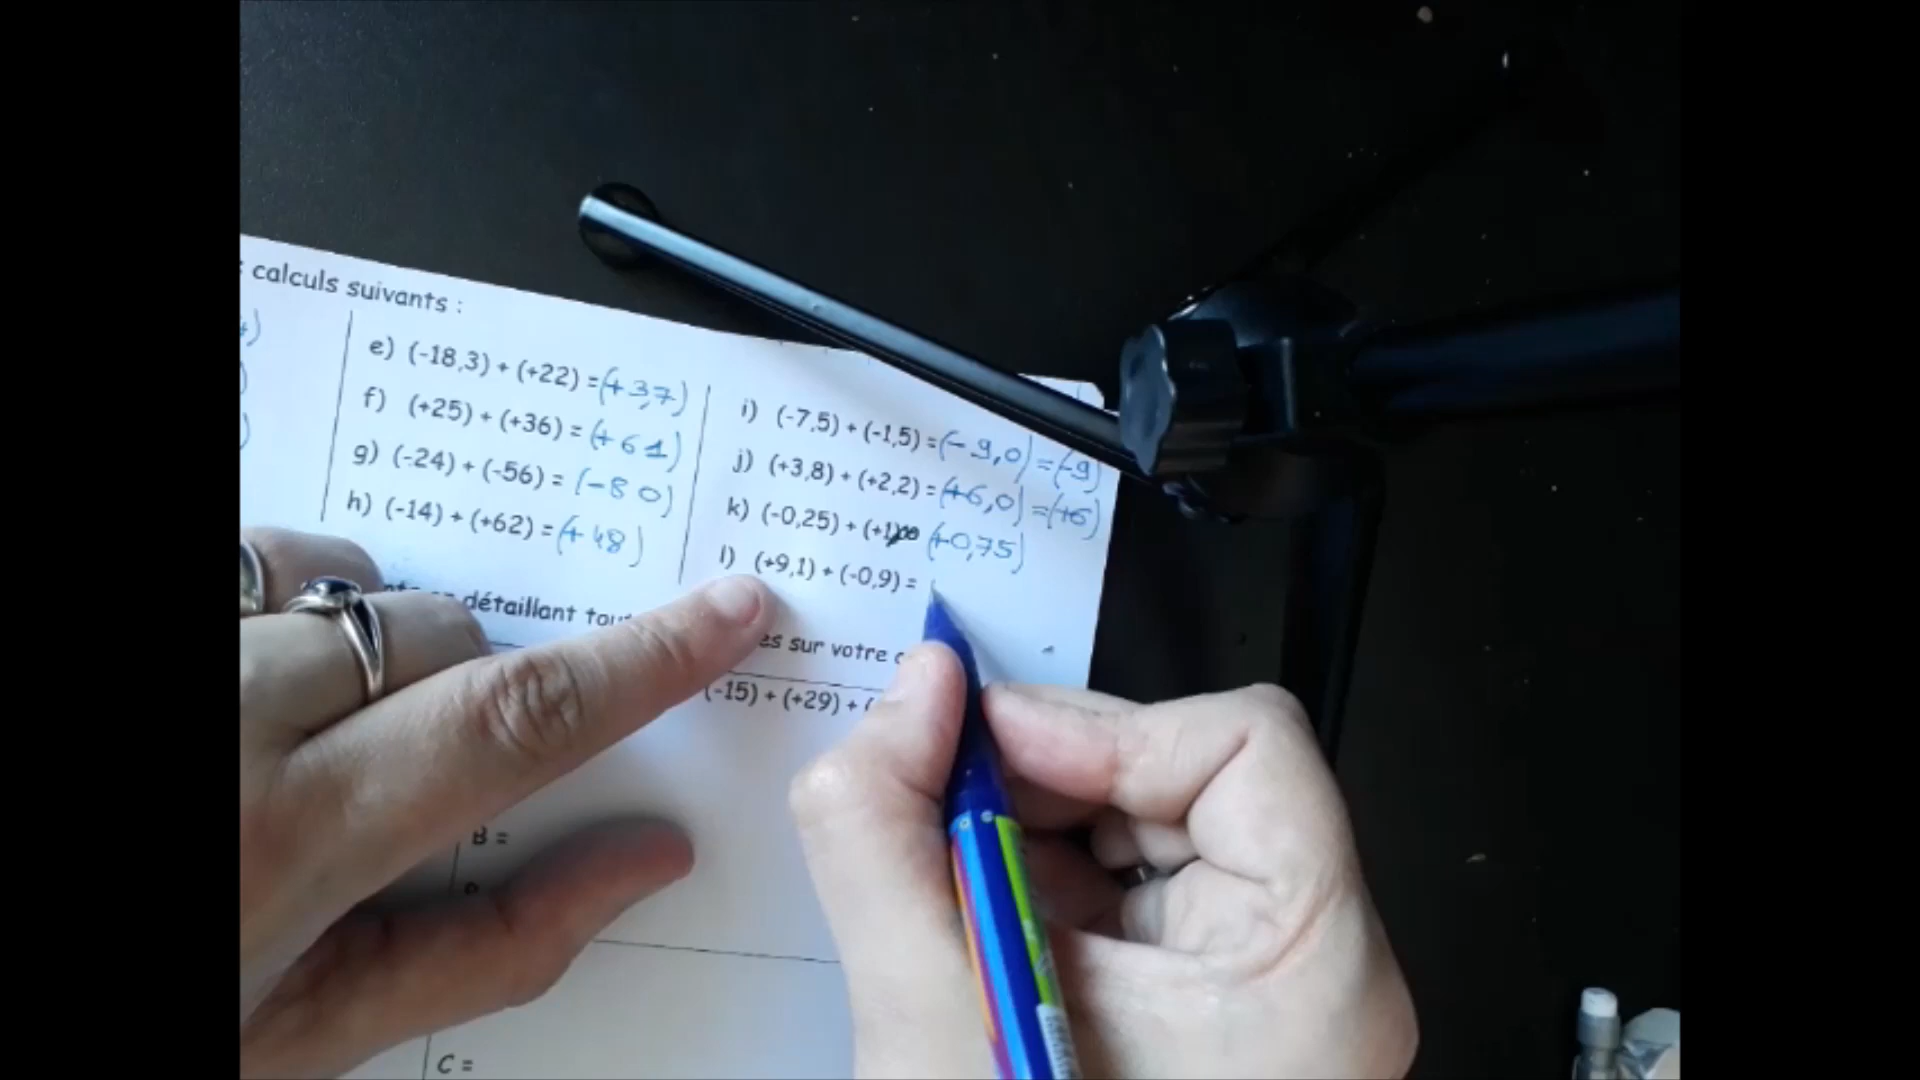 calculs suivants :
e) (-18,3) + (+22) = (+3,7)
f) (+25) + (+36) = (+61)
g) (-24) + (-56) = (-80)
h) (-14) + (+62) = (+48)
i) (-7,5) + (-1,5) = (-9,0) = (-9)
j) (+3,8) + (+2,2) = (+6,0) = (+6)
k) (-0,25) + (+1) (+0,75)
l) (+9,1) + (-0,9) =
détaillant
sur votre
(-15) + (+29) + (
B =
C =